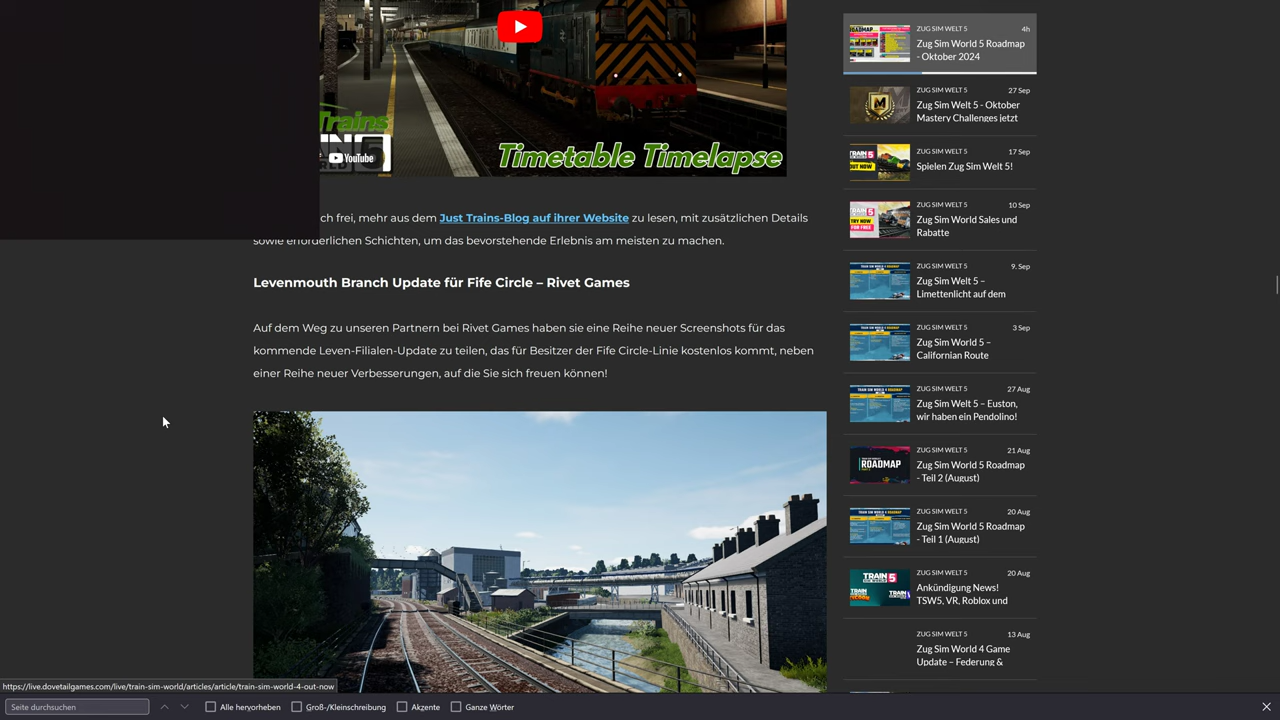 Trains
YouTube
Timetable Timelapse
ch frei, mehr aus dem Just Trains-Blog auf ihrer Website zu lesen, mit zusätzlichen Details
sowie erforderlichen Schichten, um das bevorstehende Erlebnis am meisten zu machen.
Levenmouth Branch Update für Fife Circle – Rivet Games
Auf dem Weg zu unseren Partnern bei Rivet Games haben sie eine Reihe neuer Screenshots für das
kommende Leven-Filialen-Update zu teilen, das für Besitzer der Fife Circle-Linie kostenlos kommt, neben
einer Reihe neuer Verbesserungen, auf die Sie sich freuen können!
ROADMAP
ZUG SIM WELT 5 4h
Zug Sim World 5 Roadmap
- Oktober 2024
ZUG SIM WELT 5 27 Sep
Zug Sim Welt 5 - Oktober
Mastery Challenges jetzt
ZUG SIM WELT 5 17 Sep
Spielen Zug Sim Welt 5!
ZUG SIM WELT 5 10 Sep
Zug Sim World Sales und
Rabatte
ZUG SIM WELT 5 9. Sep
Zug Sim Welt 5 –
Limettenlicht auf dem
ZUG SIM WELT 5 3 Sep
Zug Sim World 5 –
Californian Route
ZUG SIM WELT 5 27 Aug
Zug Sim Welt 5 – Euston,
wir haben ein Pendolino!
ROADMAP
ZUG SIM WELT 5 21 Aug
Zug Sim World 5 Roadmap
- Teil 2 (August)
ZUG SIM WELT 5 20 Aug
Zug Sim World 5 Roadmap
- Teil 1 (August)
TRAIN
ZUG SIM WELT 5 20 Aug
Ankündigung News!
TSW5, VR, Roblox und
ZUG SIM WELT 5 13 Aug
Zug Sim World 4 Game
Update – Federung &
https://live.dovetailgames.com/live/train-sim-world/articles/article/train-sim-world-4-out-now
Seite durchsuchen
Alle hervorheben
Groß-/Kleinschreibung
Akzente
Ganze Wörter